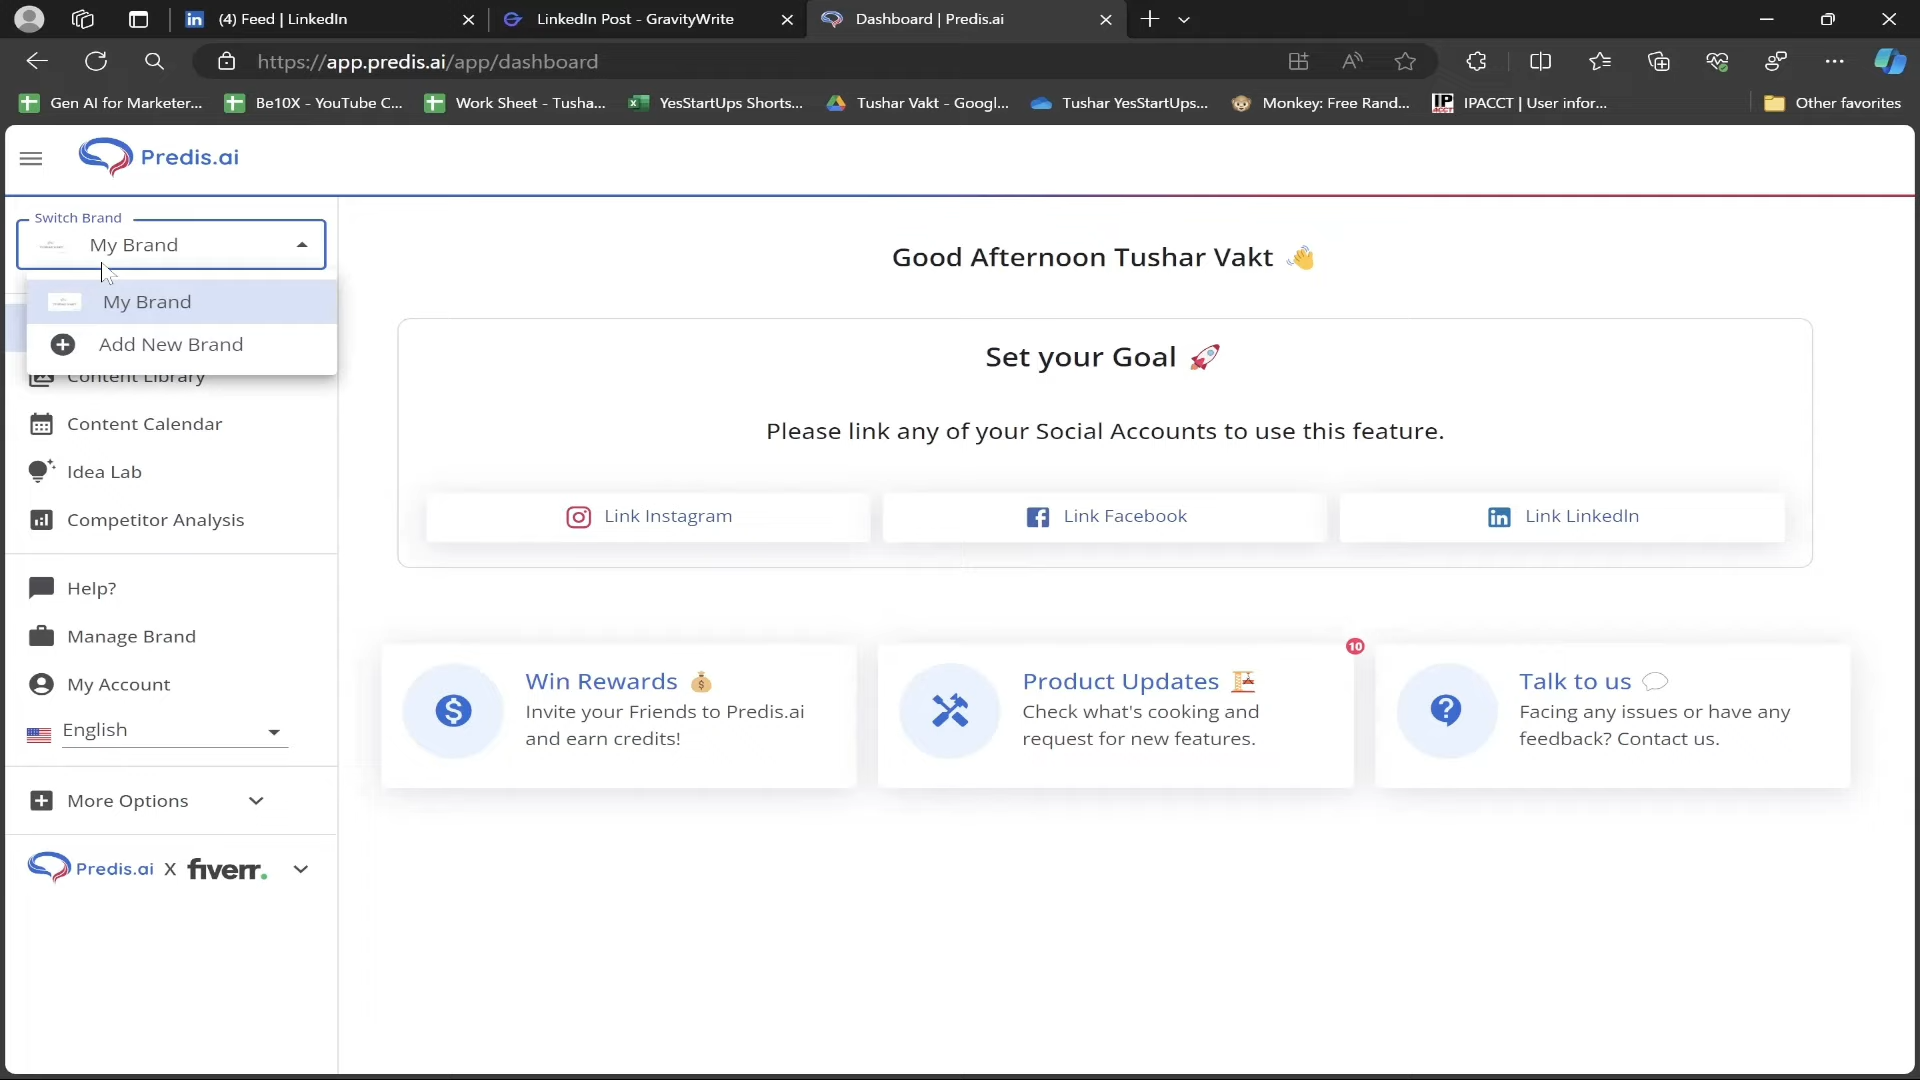 (4) Feed | LinkedIn
LinkedIn Post - GravityWrite
Dashboard | Predis.ai
https://app.predis.ai/app/dashboard
Gen AI for Marketer...
Be10X - YouTube C...
Work Sheet - Tusha...
YesStartUps Shorts...
Tushar Vakt - Googl...
Tushar YesStartUps...
Monkey: Free Rand...
IPACCT | User infor...
Other favorites
Predis.ai
Switch Brand
My Brand
My Brand
Add New Brand
Content Library
Content Calendar
Idea Lab
Competitor Analysis
Help?
Manage Brand
My Account
English
More Options
Predis.ai X fiverr.
Good Afternoon Tushar Vakt
Set your Goal
Please link any of your Social Accounts to use this feature.
Link Instagram
Link Facebook
Link LinkedIn
Win Rewards
Invite your Friends to Predis.ai
and earn credits!
10
Product Updates
Check what's cooking and
request for new features.
Talk to us
Facing any issues or have any
feedback? Contact us.